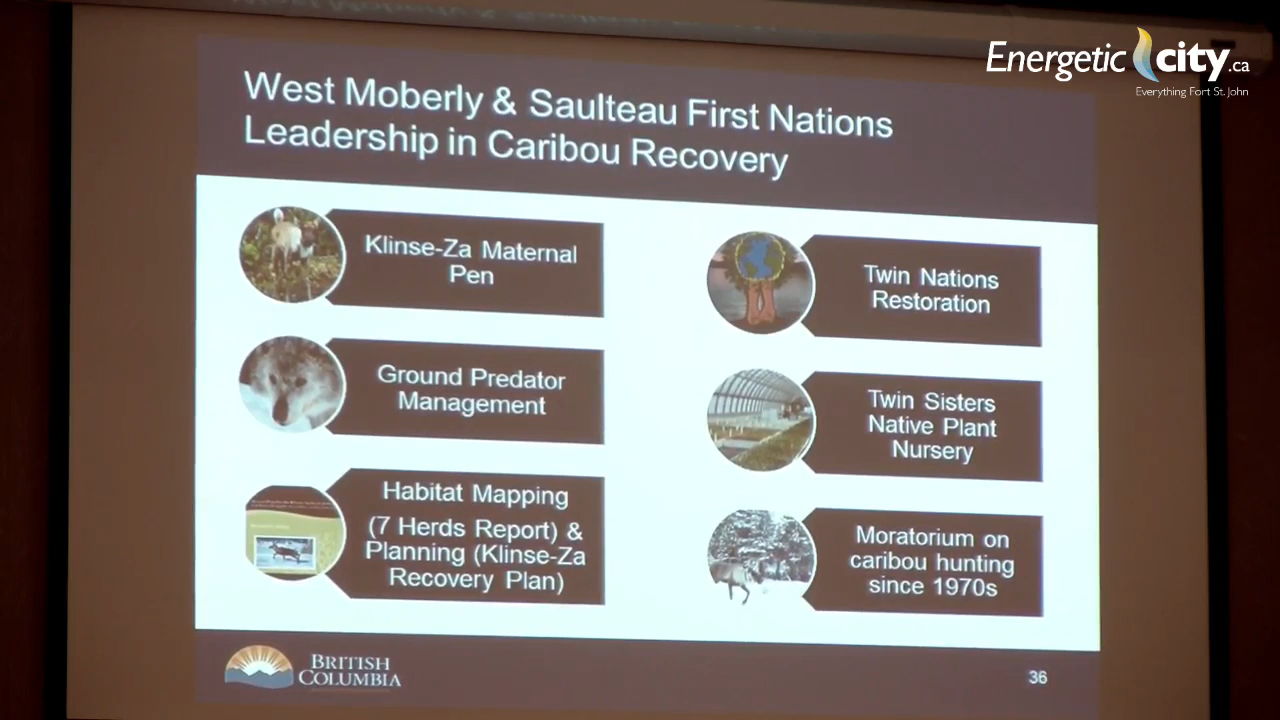 Energetic city.ca
Everything Fort St. John
West Moberly & Saulteau First Nations
Leadership in Caribou Recovery
Klinse-Za Maternal
Pen
Ground Predator
Management
Habitat Mapping
(7 Herds Report) &
Planning (Klinse-Za
Recovery Plan)
Twin Nations
Restoration
Twin Sisters
Native Plant
Nursery
Moratorium on
caribou hunting
since 1970s
BRITISH
COLUMBIA
36